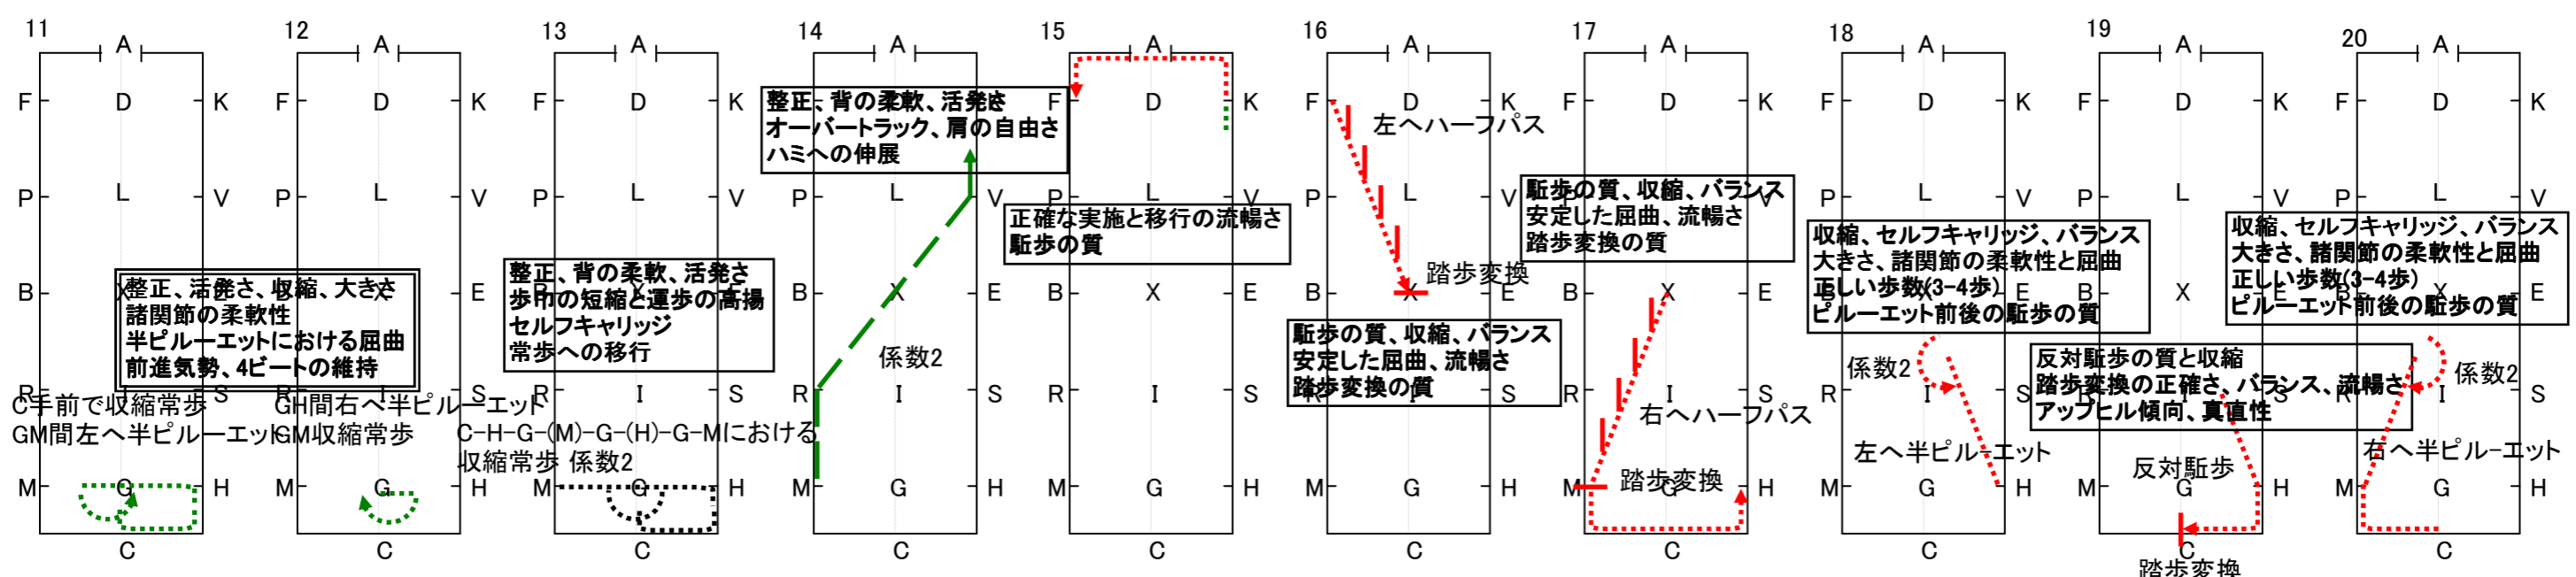 11
A
F D K
P L V
B X E
整正、活発さ、収縮、大きさ
諸関節の柔軟性
半ピルーエットにおける屈曲
前進気勢、4ビートの維持
R I S
C手前で収縮常歩
GM間左へ半ピルーエット
M G H
C
12
A
F D K
P L V
X E
S
GH間右へ半ピルーエット
GM収縮常歩
M G H
C
13
A
F D K
P L V
整正、背の柔軟、活発さ
歩巾の短縮と運歩の高揚
セルフキャリッジ
常歩への移行
R I S
C-H-G-(M)-G-(H)-G-Mにおける
収縮常歩 係数2
M G H
C
14
A
整正、背の柔軟、活発さ
オーバートラック、肩の自由さ
ハミへの伸展
P L V
B X E
係数2
R I S
M G H
C
15
A
F D K
P L V
正確な実施と移行の流暢さ
駈歩の質
B X E
R I S
M G H
C
16
A
F D K
左へハーフパス
P L V
踏歩変換
B X E
駈歩の質、収縮、バランス
安定した屈曲、流暢さ
踏歩変換の質
R I S
M G H
C
17
A
F D K
駈歩の質、収縮、バランス
安定した屈曲、流暢さ
踏歩変換の質
P L V
B X E
R I S
右へハーフパス
踏歩変換
M G H
C
18
A
F D K
P L V
収縮、セルフキャリッジ、バランス
大きさ、諸関節の柔軟性と屈曲
正しい歩数(3-4歩)
ピルーエット前後の駈歩の質
B X E
係数2
R I S
左へ半ピル-エット
M G H
C
19
A
F D K
P L V
B X E
反対駈歩の質と収縮
踏歩変換の正確さ、バランス、流暢さ
アップヒル傾向、真直性
反対駈歩
M G H
C
踏歩変換
20
A
F D K
P L V
収縮、セルフキャリッジ、バランス
大きさ、諸関節の柔軟性と屈曲
正しい歩数(3-4歩)
ピルーエット前後の駈歩の質
B X E
係数2
R I S
右へ半ピル-エット
M G H
C